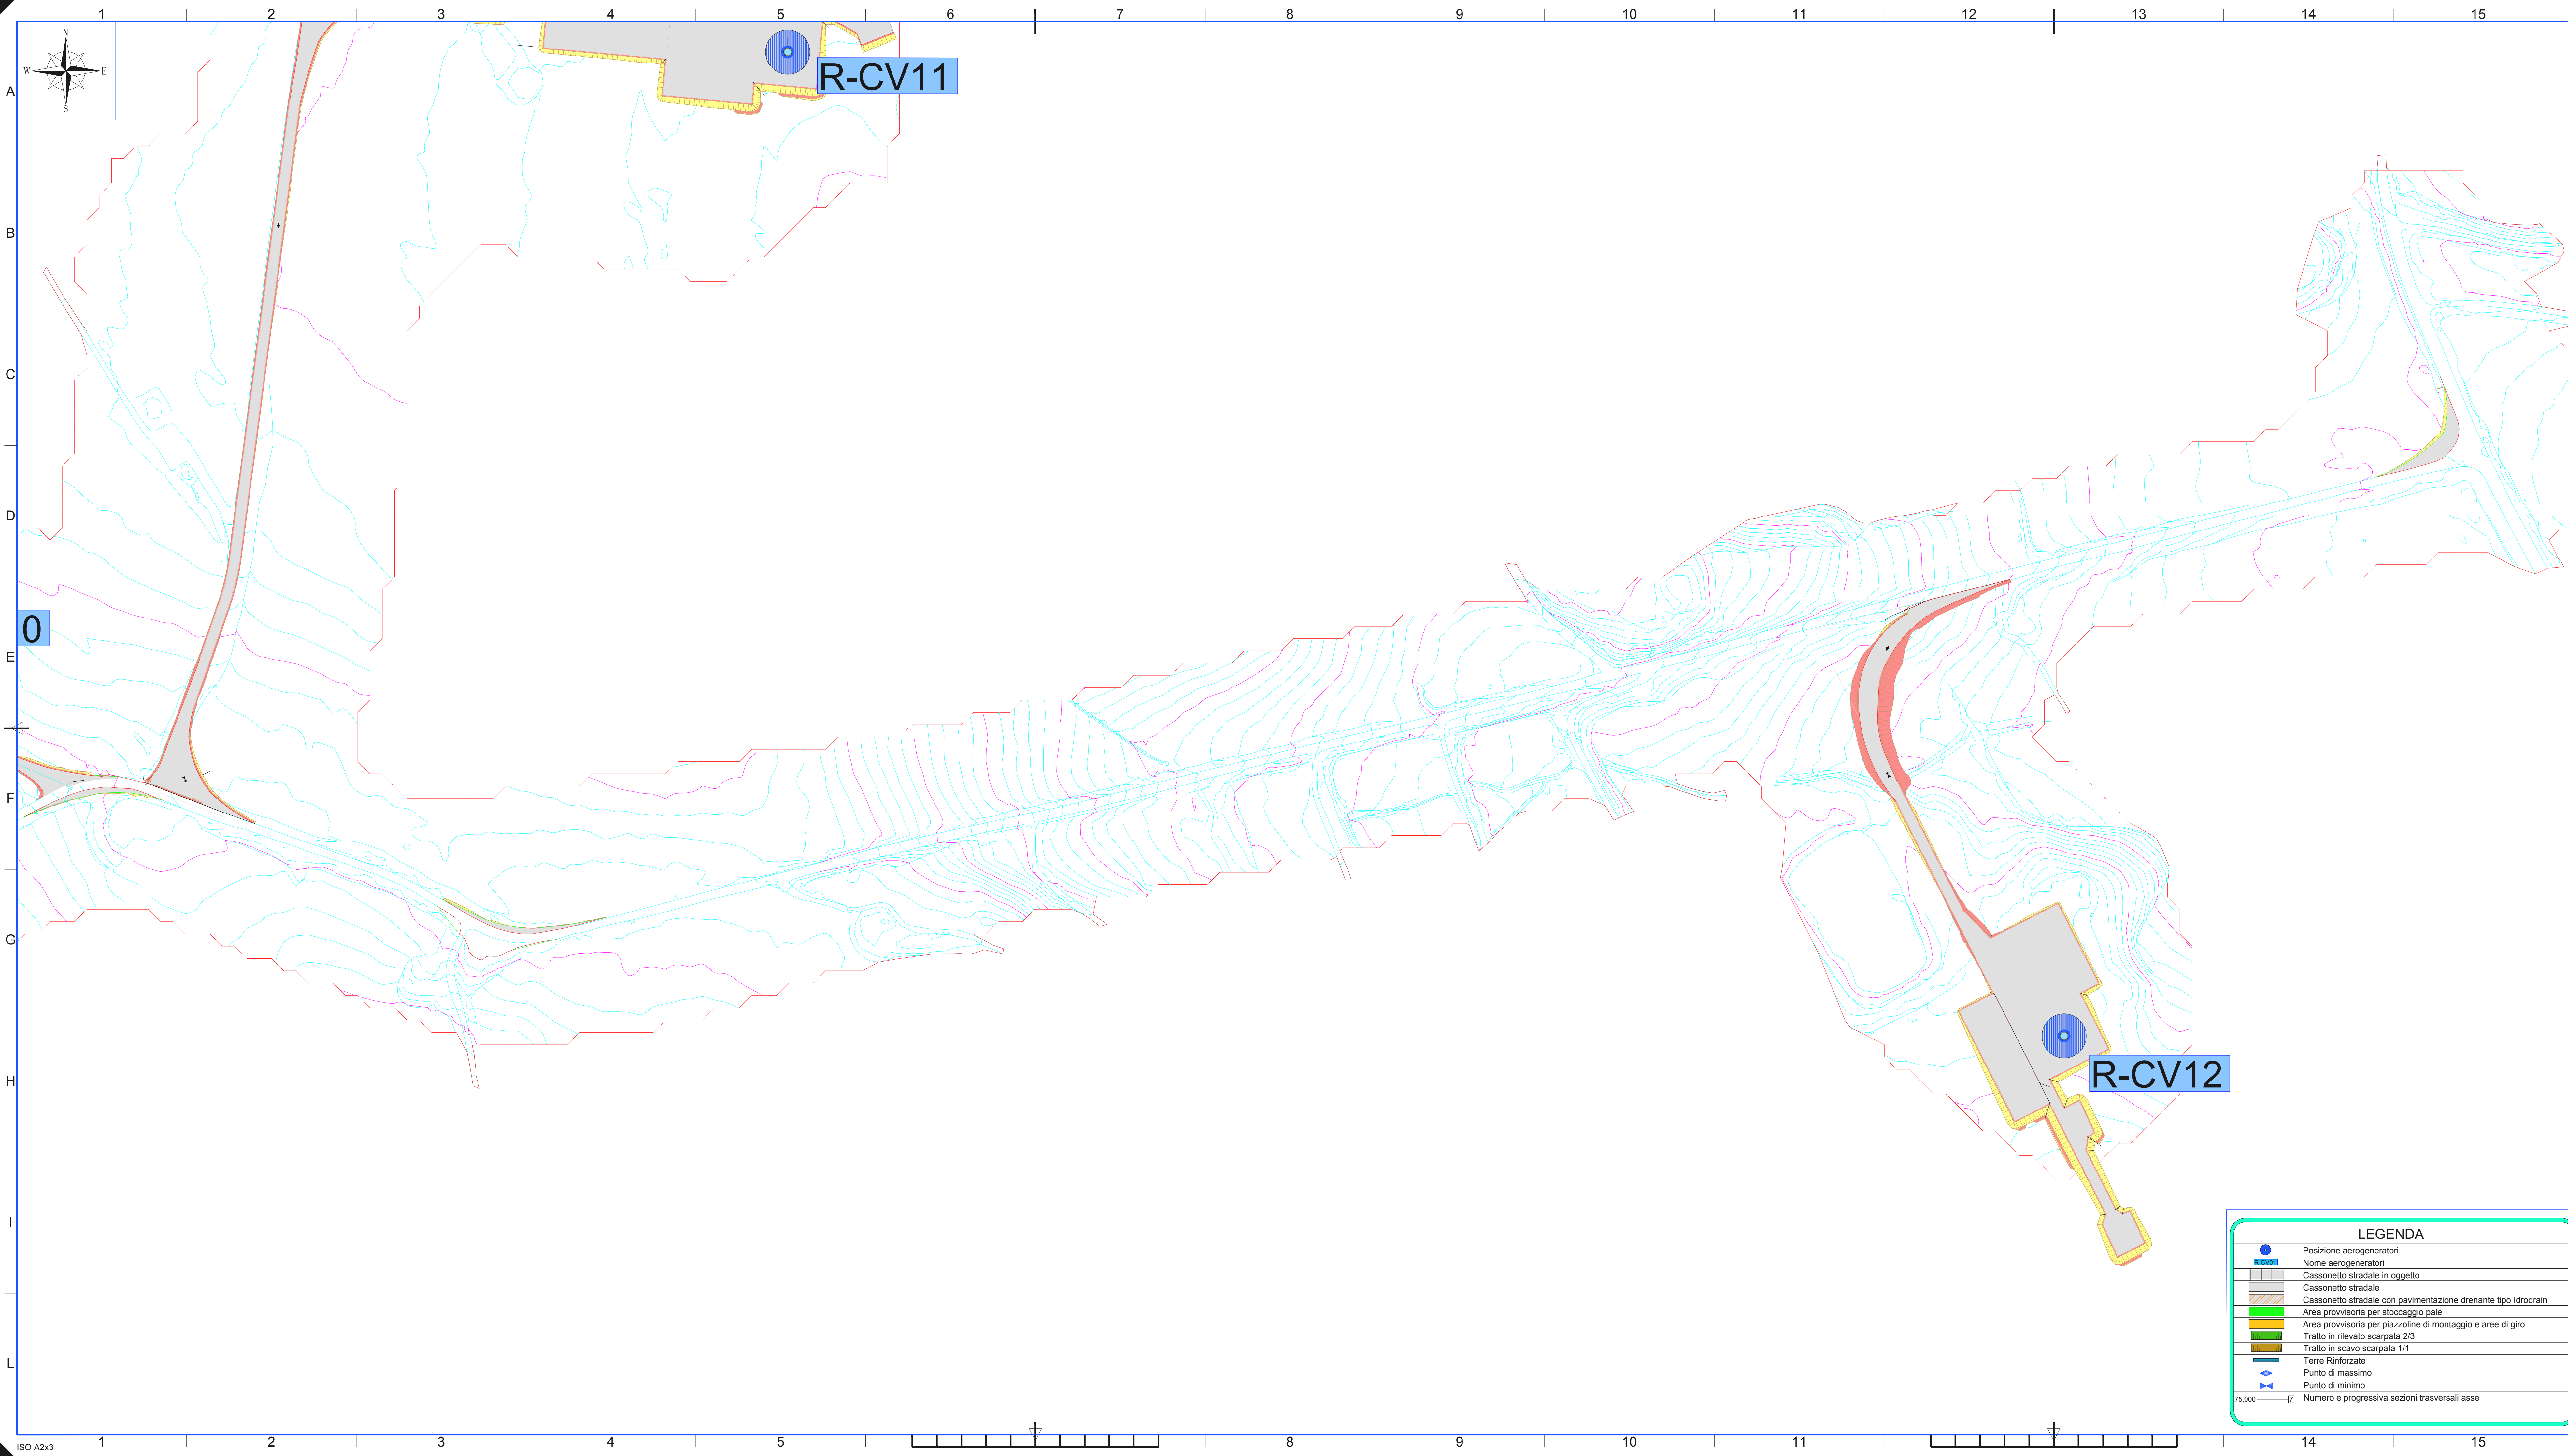 1 2 3 4 5 6 7 8 9 10 11 12 13 14 15
N
W E
S
A
R-CV11
B
C
D
0
E
F
G
R-CV12
H
I
LEGENDA
Posizione aerogeneratori
R-CV01 Nome aerogeneratori
Cassonetto stradale in oggetto
Cassonetto stradale
Cassonetto stradale con pavimentazione drenante tipo Idrodrain
Area provvisoria per stoccaggio pale
Area provvisoria per piazzoline di montaggio e aree di giro
Tratto in rilevato scarpata 2/3
Tratto in scavo scarpata 1/1
Terre Rinforzate
Punto di massimo
Punto di minimo
75,000 7 Numero e progressiva sezioni trasversali asse
L
1 2 3 4 5 8 9 10 11 14 15
ISO A2x3